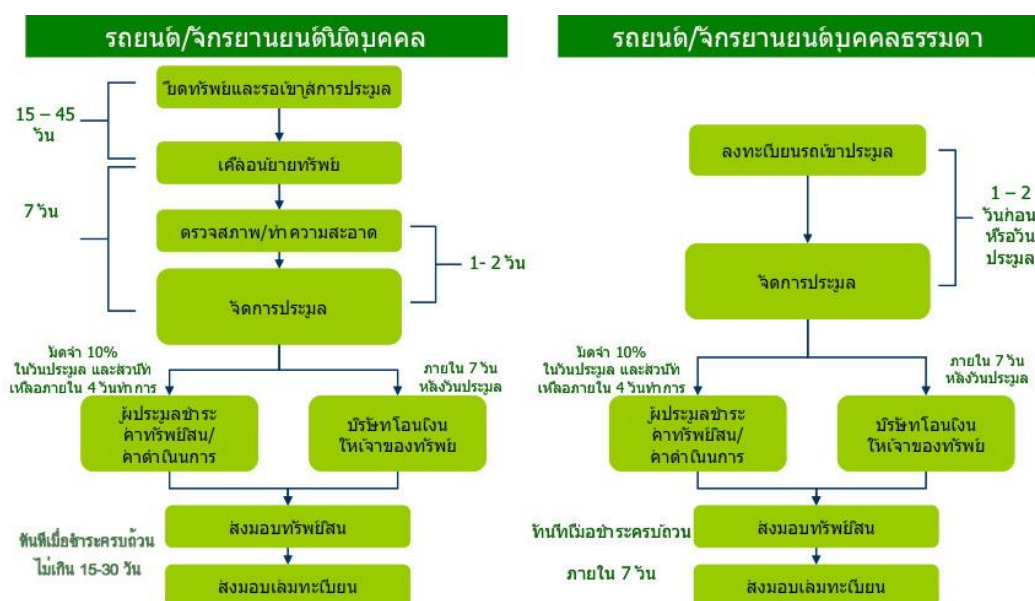 รถยนต์/จักรยานยนต์นิติบุคคล
ยึดทรัพย์และรอเข้าสู่การประมูล
15 – 45
วัน
เคลื่อนย้ายทรัพย์
7 วัน
ตรวจสภาพ/ทำความสะอาด
1- 2 วัน
จัดการประมูล
มัดจำ 10%
ในวันประมูล และส่วนที่
เหลือภายใน 4 วันทำการ
ภายใน 7 วัน
หลังวันประมูล
ผู้ประมูลชำระ
ค่าทรัพย์สิน/
ค่าดำเนินการ
บริษัทโอนเงิน
ให้เจ้าของทรัพย์
ส่งมอบทรัพย์สิน
ทันทีเมื่อชำระครบถ้วน
ไม่เกิน 15-30 วัน
ส่งมอบเล่มทะเบียน
รถยนต์/จักรยานยนต์บุคคลธรรมดา
ลงทะเบียนรถเข้าประมูล
1 – 2
วันก่อน
หรือวัน
ประมูล
จัดการประมูล
มัดจำ 10%
ในวันประมูล และส่วนที่
เหลือภายใน 4 วันทำการ
ภายใน 7 วัน
หลังวันประมูล
ผู้ประมูลชำระ
ค่าทรัพย์สิน/
ค่าดำเนินการ
บริษัทโอนเงิน
ให้เจ้าของทรัพย์
ทันทีเมื่อชำระครบถ้วน
ส่งมอบทรัพย์สิน
ภายใน 7 วัน
ส่งมอบเล่มทะเบียน